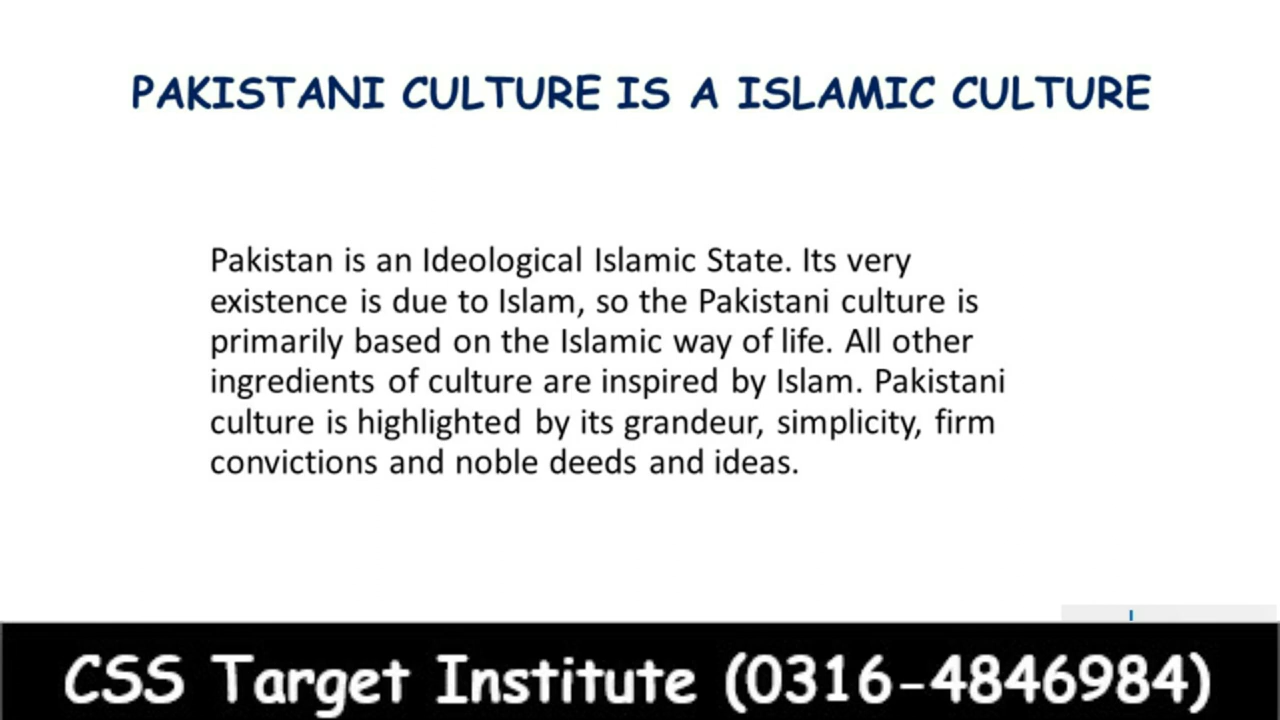 PAKISTANI CULTURE IS A ISLAMIC CULTURE
Pakistan is an Ideological Islamic State. Its very
existence is due to Islam, so the Pakistani culture is
primarily based on the Islamic way of life. All other
ingredients of culture are inspired by Islam. Pakistani
culture is highlighted by its grandeur, simplicity, firm
convictions and noble deeds and ideas.
CSS Target Institute (0316-4846984)